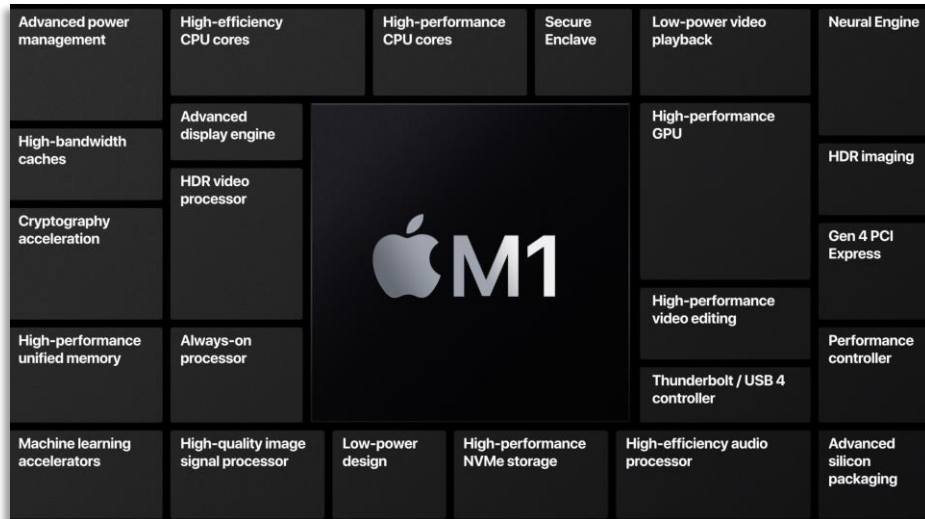 Advanced power
management
High-efficiency
CPU cores
High-performance
CPU cores
Secure
Enclave
Low-power video
playback
Neural Engine
High-bandwidth
caches
Advanced
display engine
High-performance
GPU
HDR imaging
HDR video
processor
Cryptography
acceleration
M1
Gen 4 PCI
Express
High-performance
video editing
High-performance
unified memory
Always-on
processor
Performance
controller
Thunderbolt / USB 4
controller
Machine learning
accelerators
High-quality image
signal processor
Low-power
design
High-performance
NVMe storage
High-efficiency audio
processor
Advanced
silicon
packaging